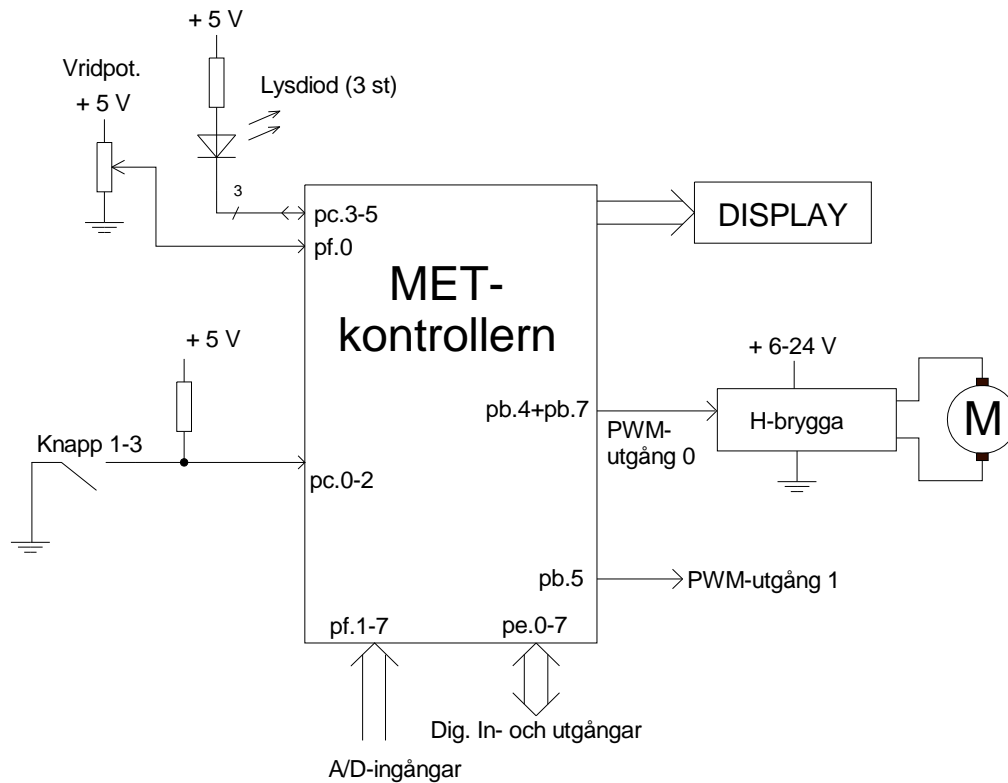 + 5 V
Vridpot.
+ 5 V
Lysdiod (3 st)
3
pc.3-5
pf.0
DISPLAY
MET-
kontrollern
+ 5 V
+ 6-24 V
pb.4+pb.7
H-brygga
M
PWM-
utgång 0
Knapp 1-3
pc.0-2
pb.5
PWM-utgång 1
pf.1-7
pe.0-7
Dig. In- och utgångar
A/D-ingångar